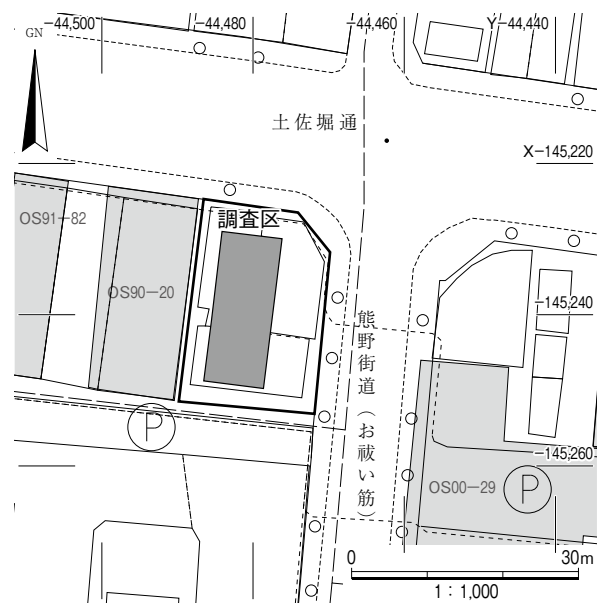 -44,500
-44,480
-44,460
Y-44,440
GN
土佐堀通
X-145,220
調査区
OS91-82
OS90-20
-145,240
熊野街道(お祓い筋)
-145,260
P
OS00-29
P
0
30m
1:1,000